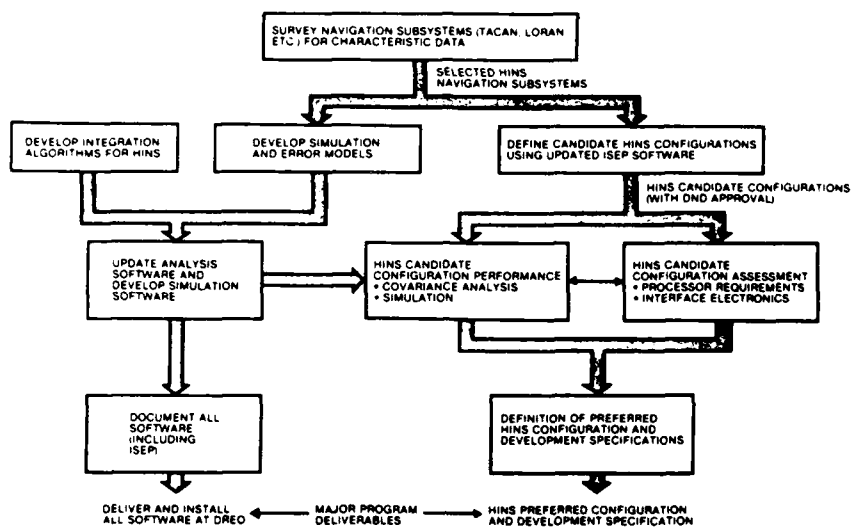 SURVEY NAVIGATION SUBSYSTEMS (TACAN, LORAN
ETC.) FOR CHARACTERISTIC DATA
SELECTED HINS
NAVIGATION SUBSYSTEMS
DEVELOP INTEGRATION
ALGORITHMS FOR HINS
DEVELOP SIMULATION
AND ERROR MODELS
DEFINE CANDIDATE HINS CONFIGURATIONS
USING UPDATED ISEP SOFTWARE
HINS CANDIDATE CONFIGURATIONS
(WITH DND APPROVAL)
UPDATE ANALYSIS
SOFTWARE AND
DEVELOP SIMULATION
SOFTWARE
HINS CANDIDATE
CONFIGURATION PERFORMANCE
• COVARIANCE ANALYSIS
• SIMULATION
HINS CANDIDATE
CONFIGURATION ASSESSMENT
• PROCESSOR REQUIREMENTS
• INTERFACE ELECTRONICS
DOCUMENT ALL
SOFTWARE
(INCLUDING
ISEP)
DEFINITION OF PREFERRED
HINS CONFIGURATION AND
DEVELOPMENT SPECIFICATIONS
DELIVER AND INSTALL
ALL SOFTWARE AT DREO
MAJOR PROGRAM
DELIVERABLES
HINS PREFERRED CONFIGURATION
AND DEVELOPMENT SPECIFICATION